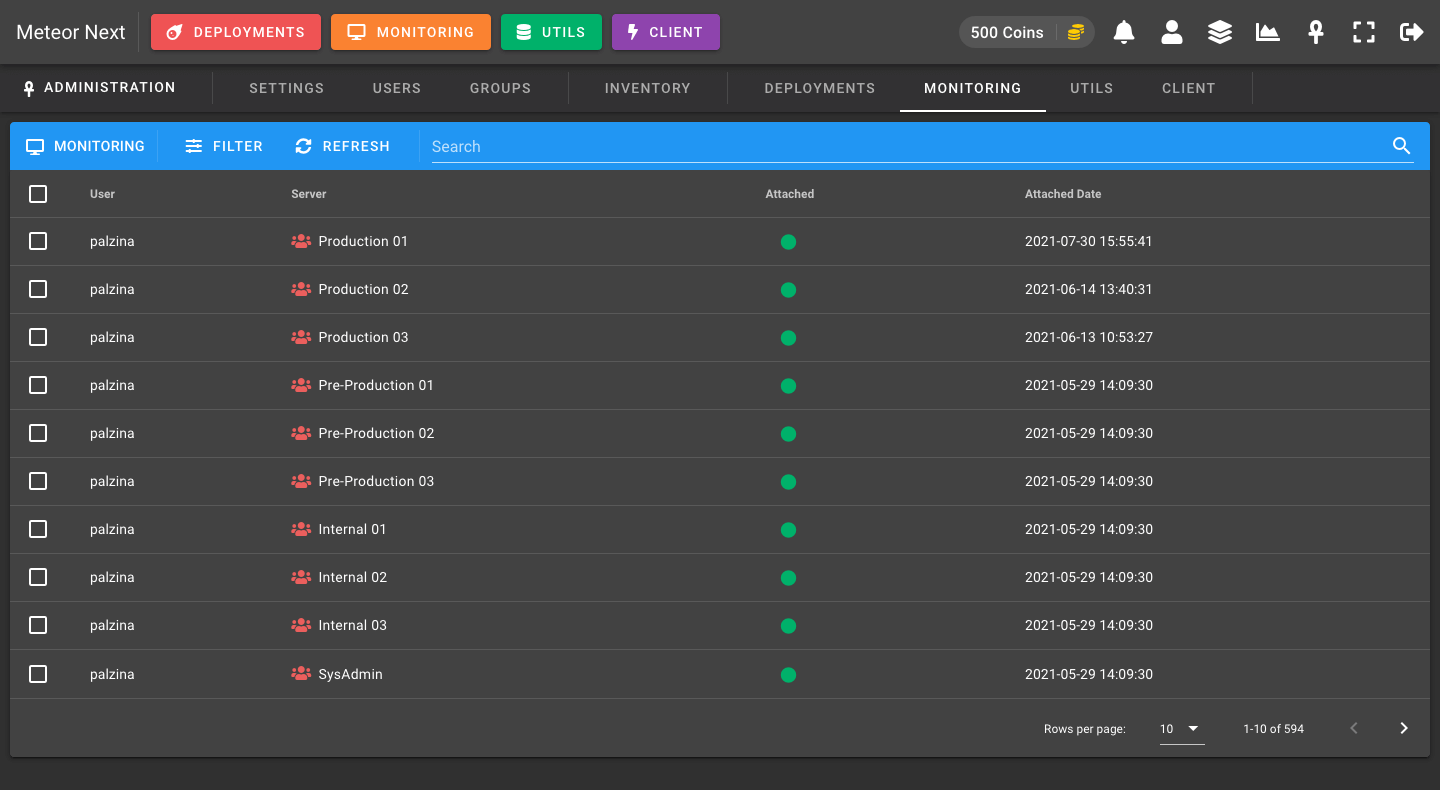 Meteor Next DEPLOYMENTS MONITORING UTILS CLIENT 500 Coins
ADMINISTRATION SETTINGS USERS GROUPS INVENTORY DEPLOYMENTS MONITORING UTILS CLIENT
MONITORING FILTER REFRESH Search
User Server Attached Attached Date
palzina Production 01 2021-07-30 15:55:41
palzina Production 02 2021-06-14 13:40:31
palzina Production 03 2021-06-13 10:53:27
palzina Pre-Production 01 2021-05-29 14:09:30
palzina Pre-Production 02 2021-05-29 14:09:30
palzina Pre-Production 03 2021-05-29 14:09:30
palzina Internal 01 2021-05-29 14:09:30
palzina Internal 02 2021-05-29 14:09:30
palzina Internal 03 2021-05-29 14:09:30
palzina SysAdmin 2021-05-29 14:09:30
Rows per page: 10 1-10 of 594